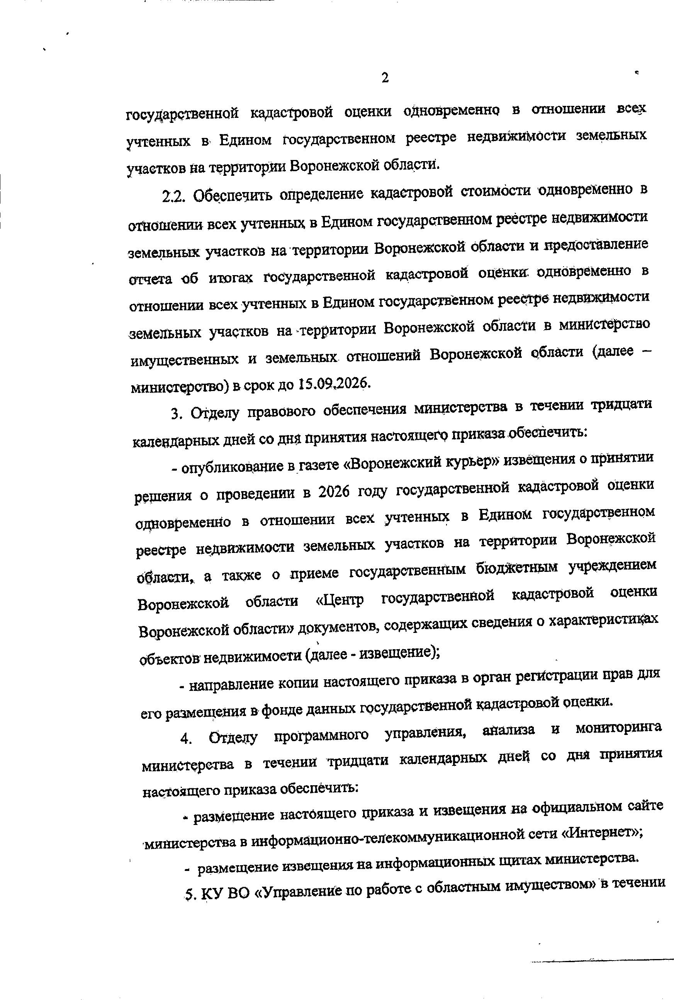 2
государственной кадастровой оценки одновременно в отношении всех
учтенных в Едином государственном реестре недвижимости земельных
участков на территории Воронежской области.
2.2. Обеспечить определение кадастровой стоимости одновременно в
отношении всех учтенных в Едином государственном реестре недвижимости
земельных участков на территории Воронежской области и предоставление
отчета об итогах государственной кадастровой оценки одновременно в
отношении всех учтенных в Едином государственном реестре недвижимости
земельных участков на территории Воронежской области в министерство
имущественных и земельных отношений Воронежской области (далее –
министерство) в срок до 15.09.2026.
3. Отделу правового обеспечения министерства в течении тридцати
календарных дней со дня принятия настоящего приказа обеспечить:
- опубликование в газете «Воронежский курьер» извещения о принятии
решения о проведении в 2026 году государственной кадастровой оценки
одновременно в отношении всех учтенных в Едином государственном
реестре недвижимости земельных участков на территории Воронежской
области, а также о приеме государственным бюджетным учреждением
Воронежской области «Центр государственной кадастровой оценки
Воронежской области» документов, содержащих сведения о характеристиках
объектов недвижимости (далее - извещение);
- направление копии настоящего приказа в орган регистрации прав для
его размещения в фонде данных государственной кадастровой оценки.
4. Отделу программного управления, анализа и мониторинга
министерства в течении тридцати календарных дней со дня принятия
настоящего приказа обеспечить:
- размещение настоящего приказа и извещения на официальном сайте
министерства в информационно-телекоммуникационной сети «Интернет»;
- размещение извещения на информационных щитах министерства.
5. КУ ВО «Управление по работе с областным имуществом» в течении